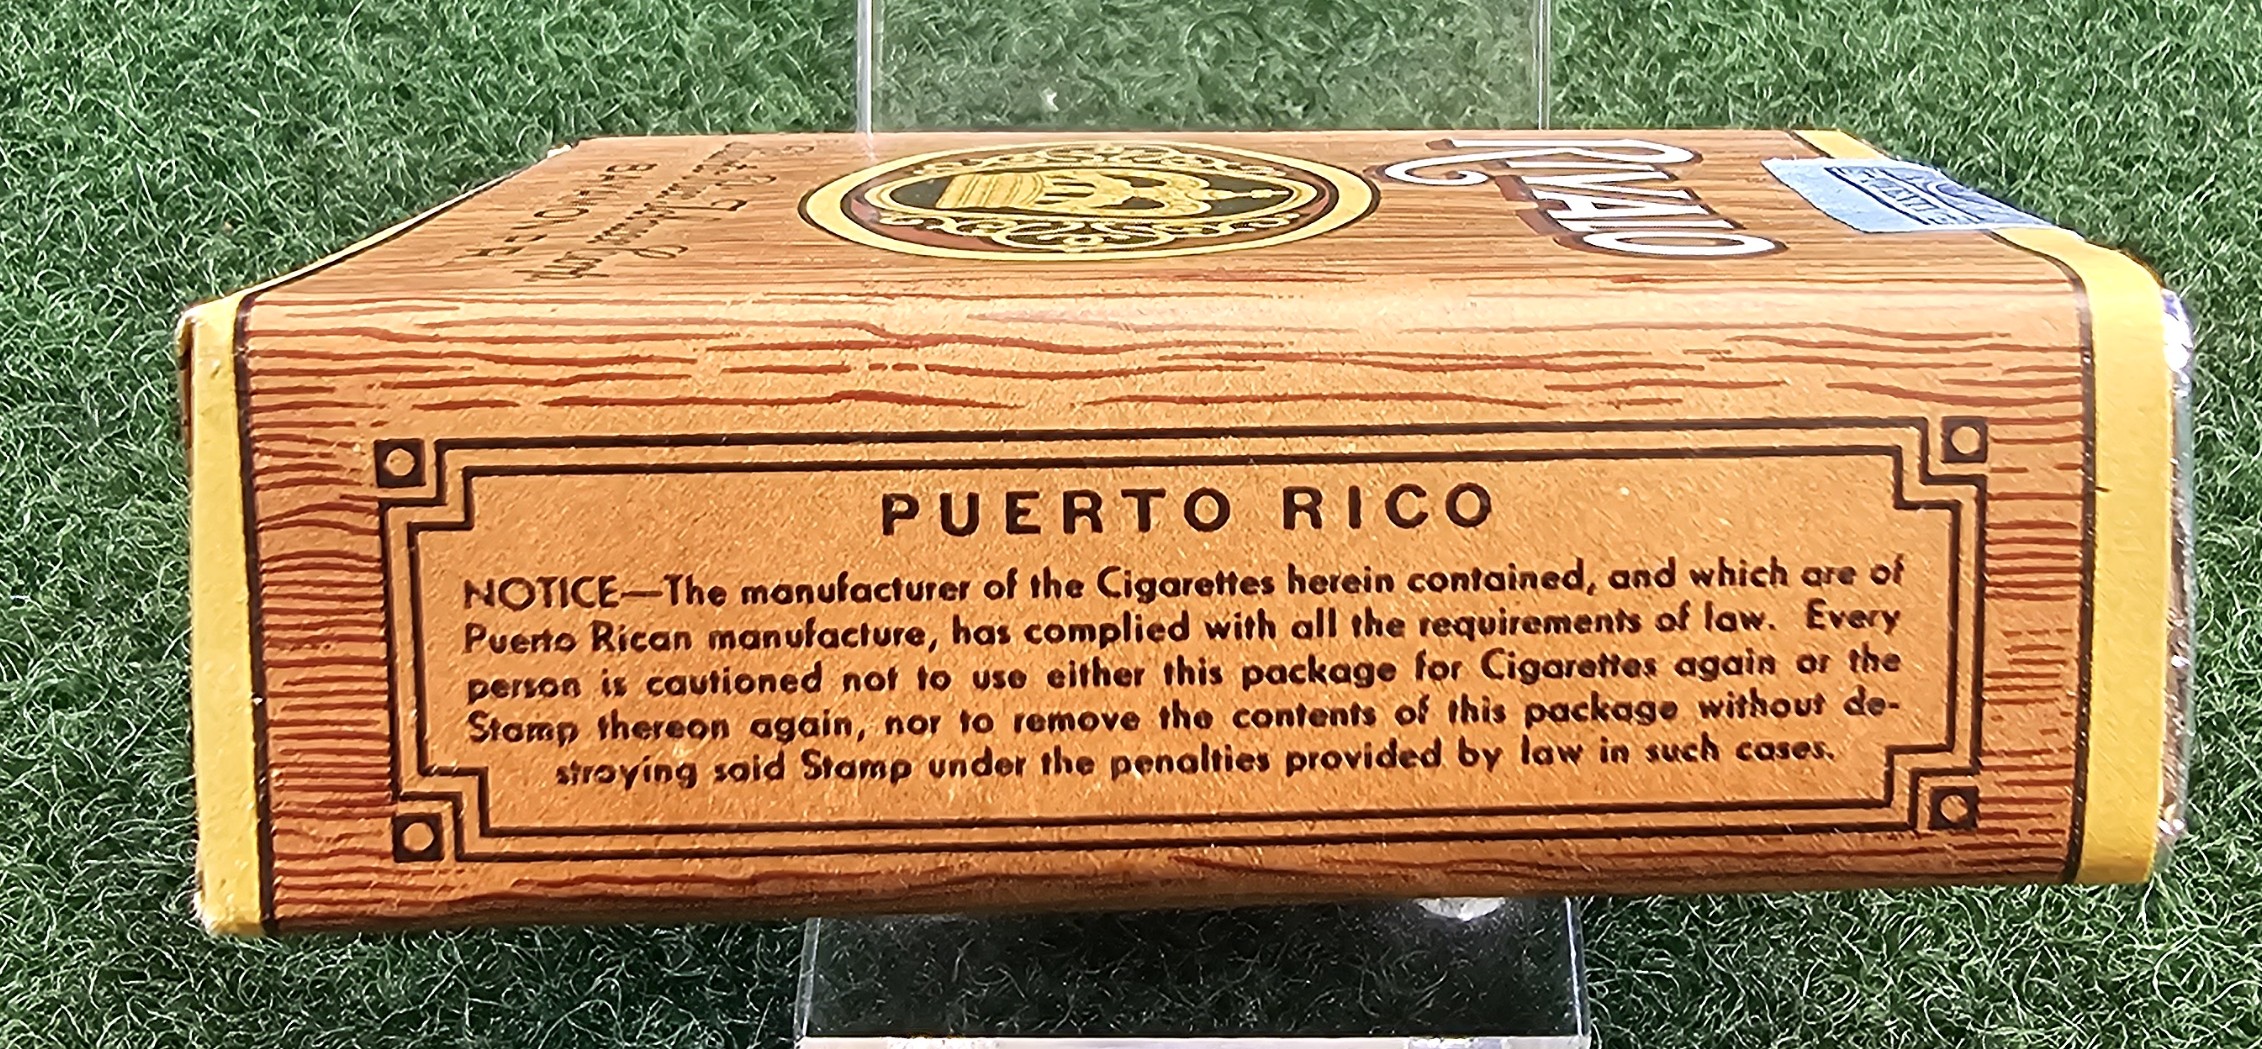 RIVALO
PUERTO RICO
NOTICE—The manufacturer of the Cigarettes herein contained, and which are of
Puerto Rican manufacture, has complied with all the requirements of law. Every
person is cautioned not to use either this package for Cigarettes again or the
Stamp thereon again, nor to remove the contents of this package without de-
stroying said Stamp under the penalties provided by law in such cases.